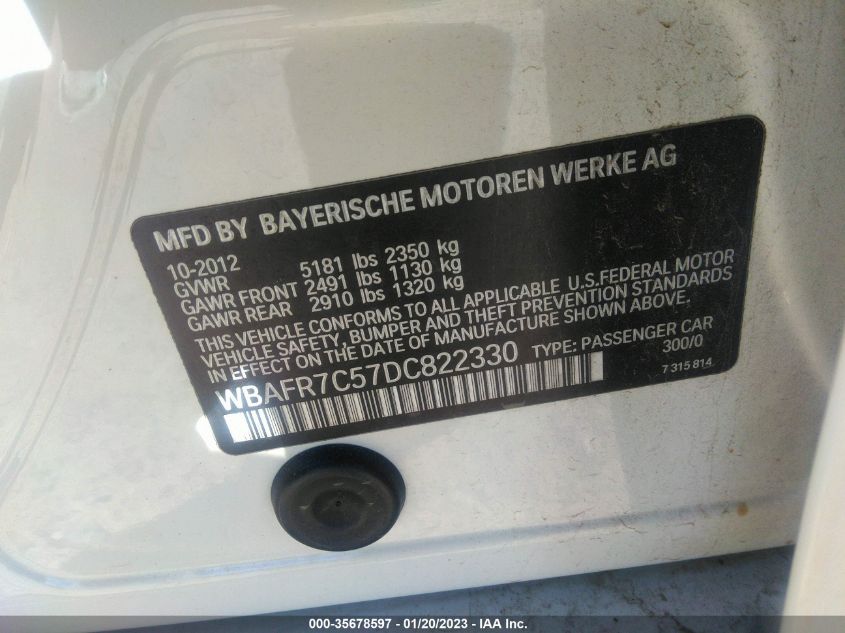 MFD BY BAYERISCHE MOTOREN WERKE AG
10-2012
GVWR 5181 lbs 2350 kg
GAWR FRONT 2491 lbs 1130 kg
GAWR REAR 2910 lbs 1320 kg
THIS VEHICLE CONFORMS TO ALL APPLICABLE U.S.FEDERAL MOTOR
VEHICLE SAFETY, BUMPER AND THEFT PREVENTION STANDARDS
IN EFFECT ON THE DATE OF MANUFACTURE SHOWN ABOVE.
WBAFR7C57DC822330 TYPE: PASSENGER CAR
300/0
7 315 814
000-35678597 - 01/20/2023 - IAA Inc.